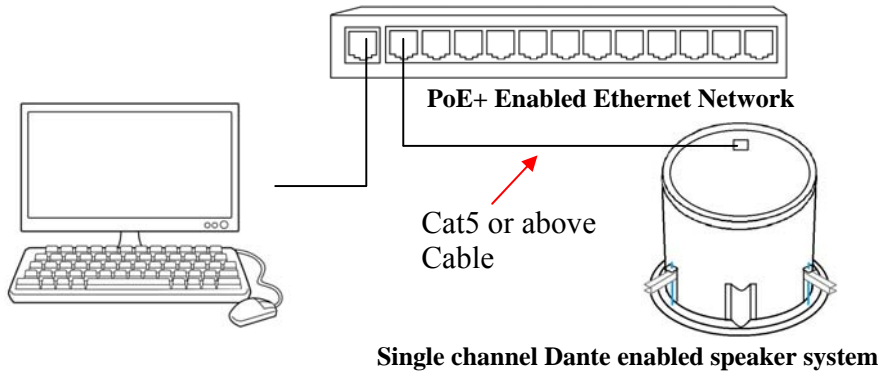 PoE+ Enabled Ethernet Network
Cat5 or above
Cable
Single channel Dante enabled speaker system